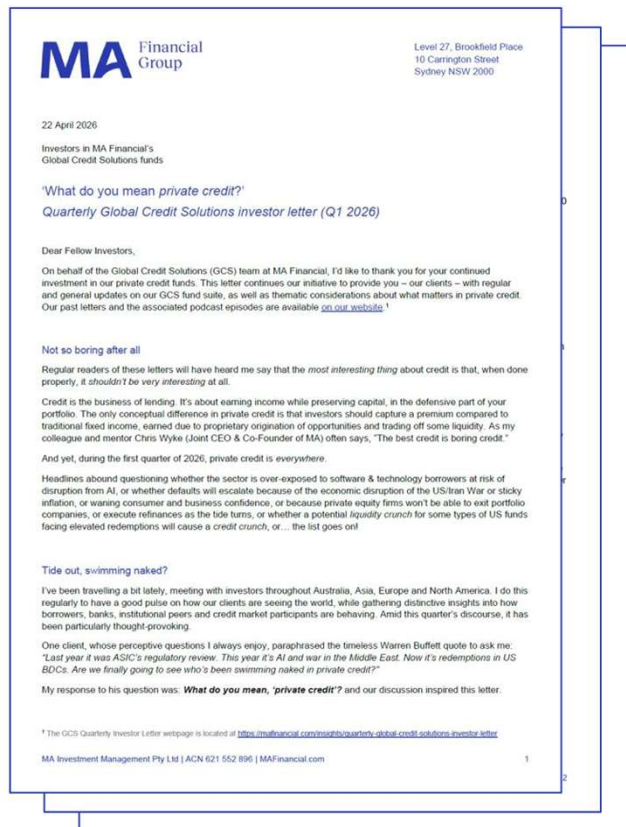 MA Financial
Group
Level 27, Brookfield Place
10 Carrington Street
Sydney NSW 2000
22 April 2026
Investors in MA Financial's
Global Credit Solutions funds
'What do you mean private credit?'
Quarterly Global Credit Solutions investor letter (Q1 2026)
Dear Fellow Investors,
On behalf of the Global Credit Solutions (GCS) team at MA Financial, I'd like to thank you for your continued
investment in our private credit funds. This letter continues our initiative to provide you – our clients – with regular
and general updates on our GCS fund suite, as well as thematic considerations about what matters in private credit.
Our past letters and the associated podcast episodes are available on our website.¹
Not so boring after all
Regular readers of these letters will have heard me say that the most interesting thing about credit is that, when done
properly, it shouldn't be very interesting at all.
Credit is the business of lending. It's about earning income while preserving capital, in the defensive part of your
portfolio. The only conceptual difference in private credit is that investors should capture a premium compared to
traditional fixed income, earned due to proprietary origination of opportunities and trading off some liquidity. As my
colleague and mentor Chris Wyke (Joint CEO & Co-Founder of MA) often says, "The best credit is boring credit."
And yet, during the first quarter of 2026, private credit is everywhere.
Headlines abound questioning whether the sector is over-exposed to software & technology borrowers at risk of
disruption from AI, or whether defaults will escalate because of the economic disruption of the US/Iran War or sticky
inflation, or waning consumer and business confidence, or because private equity firms won't be able to exit portfolio
companies, or execute refinances as the tide turns, or whether a potential liquidity crunch for some types of US funds
facing elevated redemptions will cause a credit crunch, or… the list goes on!
Tide out, swimming naked?
I've been travelling a bit lately, meeting with investors throughout Australia, Asia, Europe and North America. I do this
regularly to have a good pulse on how our clients are seeing the world, while gathering distinctive insights into how
borrowers, banks, institutional peers and credit market participants are behaving. Amid this quarter's discourse, it has
been particularly thought-provoking.
One client, whose perceptive questions I always enjoy, paraphrased the timeless Warren Buffett quote to ask me:
"Last year it was ASIC's regulatory review. This year it's AI and war in the Middle East. Now it's redemptions in US
BDCs. Are we finally going to see who's been swimming naked in private credit?"
My response to his question was: What do you mean, 'private credit'? and our discussion inspired this letter.
¹ The GCS Quarterly Investor Letter webpage is located at https://mafinancial.com/insights/quarterly-global-credit-solutions-investor-letter
MA Investment Management Pty Ltd | ACN 621 552 896 | MAFinancial.com
1